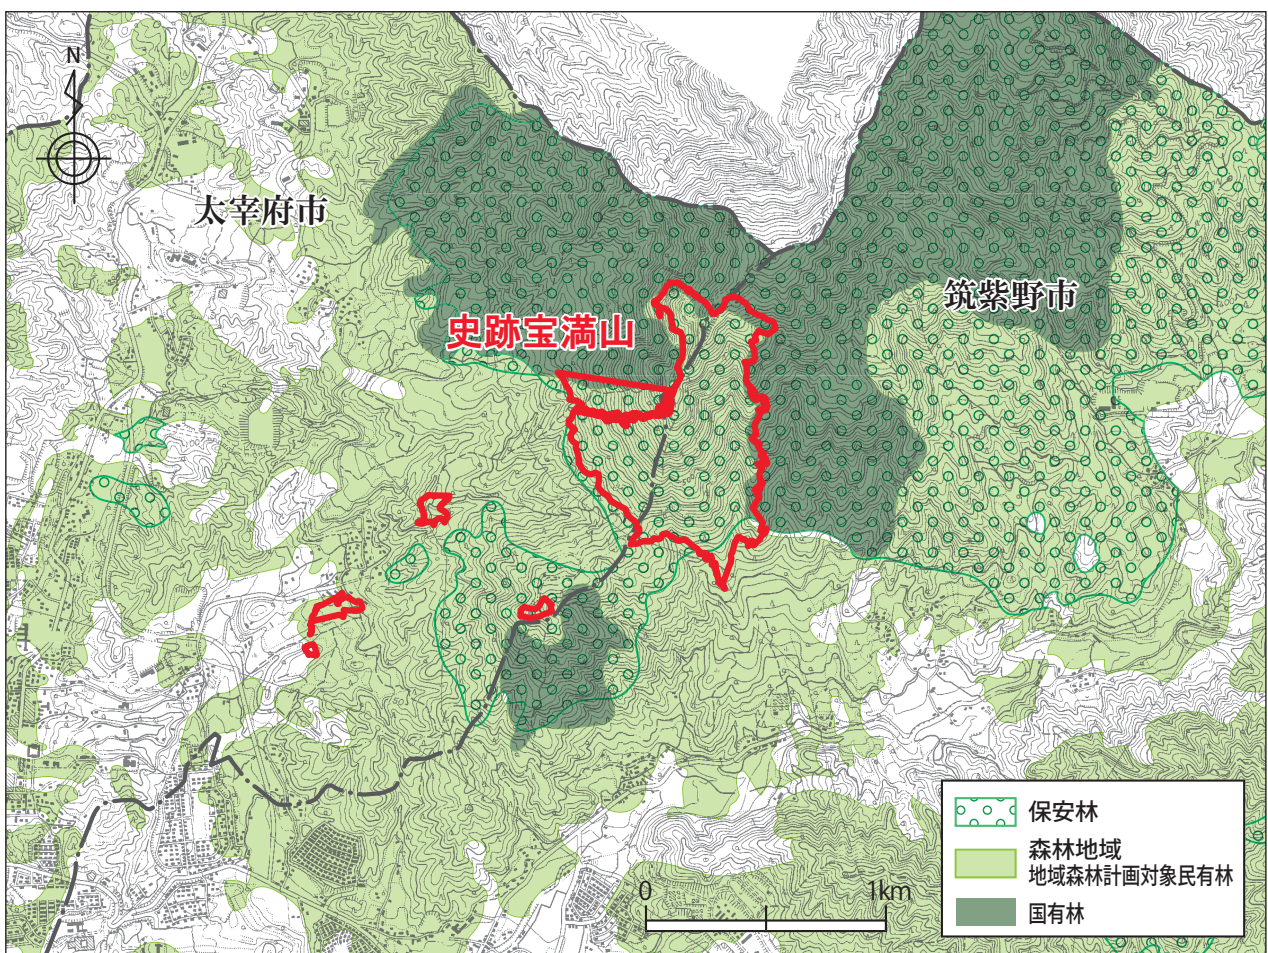 N
太宰府市
筑紫野市
史跡宝満山
保安林
森林地域
地域森林計画対象民有林
国有林
0
1km